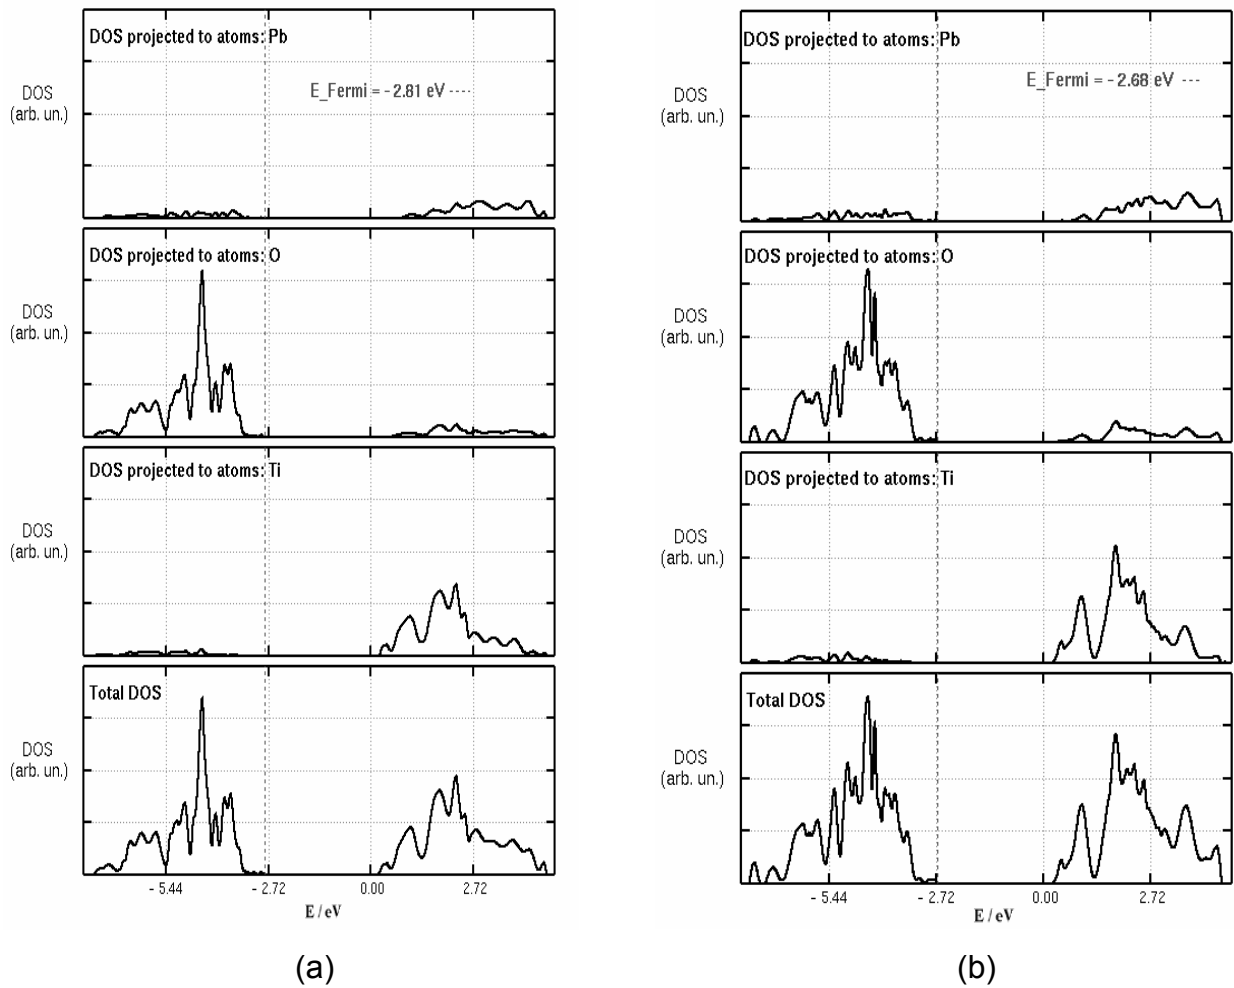 DOS projected to atoms: Pb
E_Fermi = - 2.81 eV ----
DOS
(arb. un.)
DOS projected to atoms: O
DOS
(arb. un.)
DOS projected to atoms: Ti
DOS
(arb. un.)
Total DOS
DOS
(arb. un.)
- 5.44 - 2.72 0.00 2.72
E / eV
(a)
DOS projected to atoms: Pb
E_Fermi = - 2.68 eV ---
DOS
(arb. un.)
DOS projected to atoms: O
DOS
(arb. un.)
DOS projected to atoms: Ti
DOS
(arb. un.)
Total DOS
DOS
(arb. un.)
- 5.44 - 2.72 0.00 2.72
E / eV
(b)